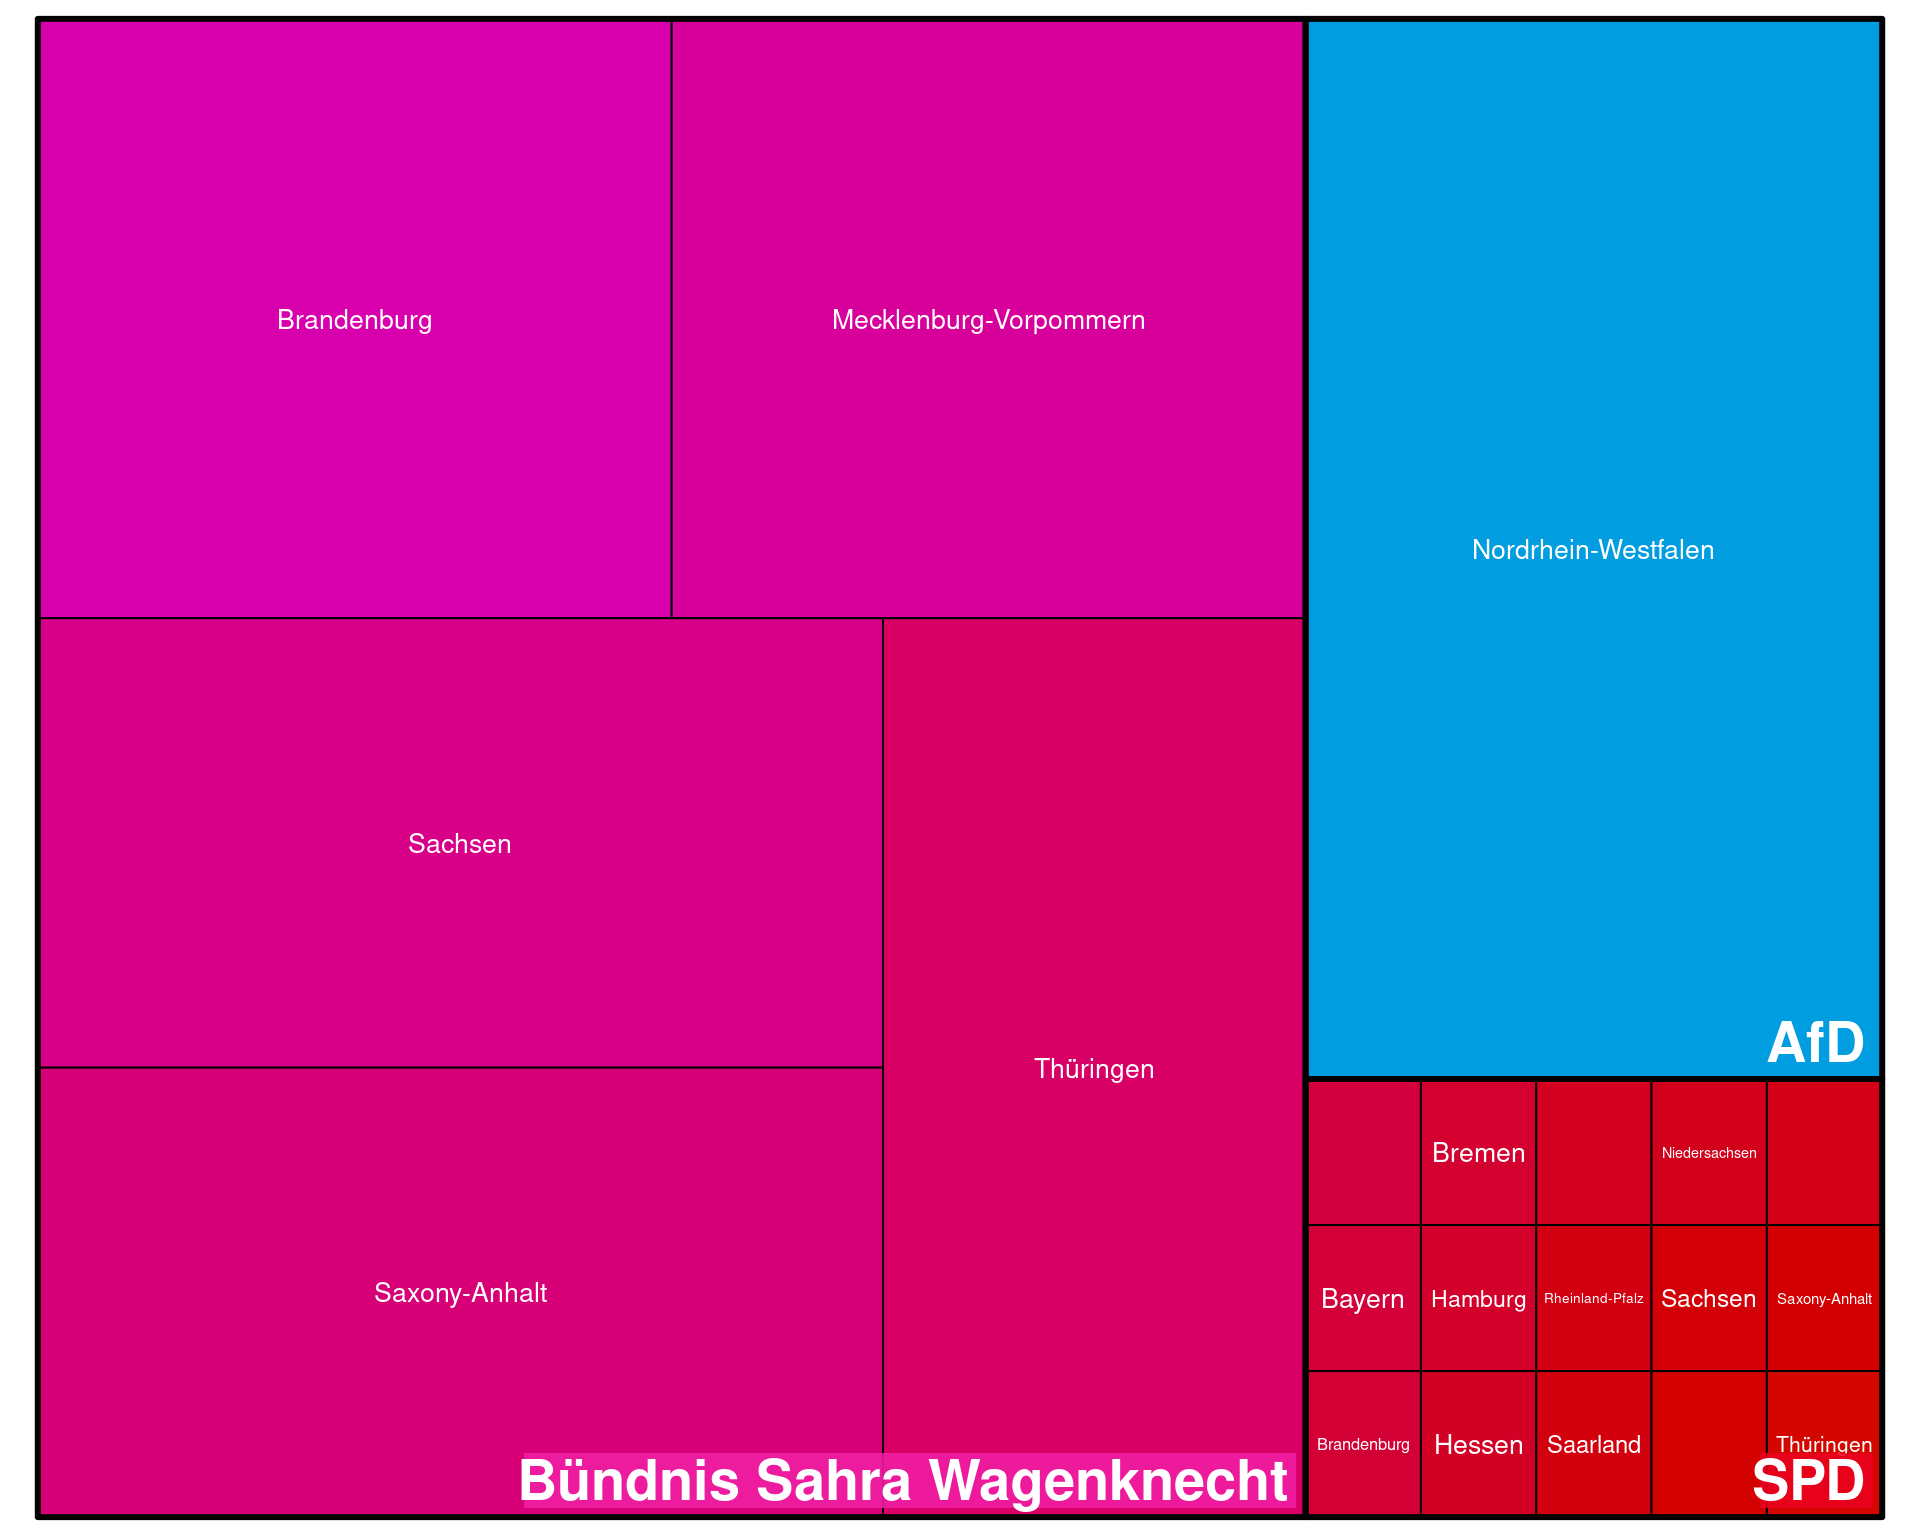 Brandenburg
Mecklenburg-Vorpommern
Sachsen
Saxony-Anhalt
Thüringen
Bündnis Sahra Wagenknecht
Nordrhein-Westfalen
AfD
Bremen
Niedersachsen
Bayern
Hamburg
Rheinland-Pfalz
Sachsen
Saxony-Anhalt
Brandenburg
Hessen
Saarland
Thüringen
SPD